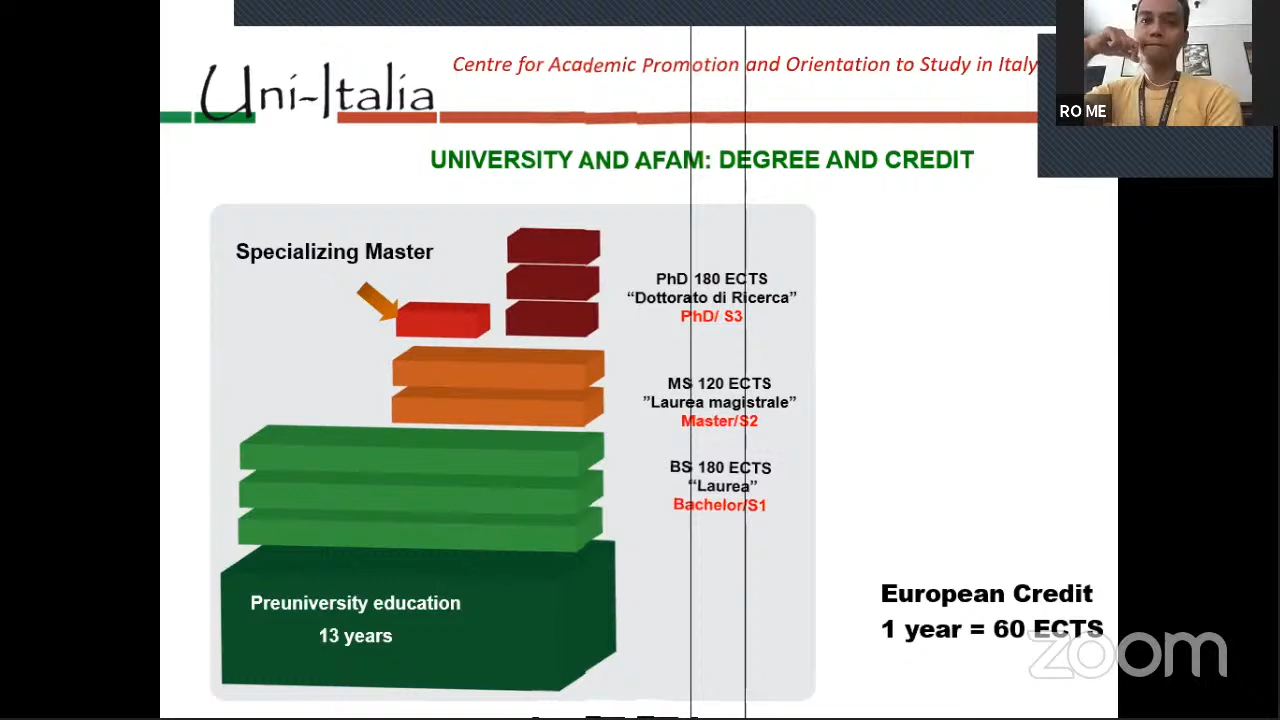 Uni-Italia
Centre for Academic Promotion and Orientation to Study in Italy
RO ME
UNIVERSITY AND AFAM: DEGREE AND CREDIT
Specializing Master
PhD 180 ECTS
“Dottorato di Ricerca”
PhD/ S3
MS 120 ECTS
”Laurea magistrale”
Master/S2
BS 180 ECTS
“Laurea”
Bachelor/S1
Preuniversity education
13 years
European Credit
1 year = 60 ECTS
zoom